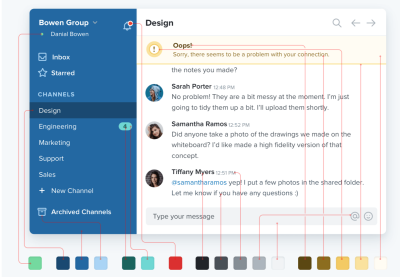 Bowen Group
Danial Bowen
Inbox
Starred
CHANNELS
Design
Engineering 4
Marketing
Support
Sales
+ New Channel
Archived Channels
Design
Oops!
Sorry, there seems to be a problem with your connection.
the notes you made?
Sarah Porter 12:48 PM
No problem! They are a bit messy at the moment. I'm just
going to tidy them up a bit. I'll upload them shortly.
Samantha Ramos 12:52 PM
Did anyone take a photo of the drawings we made on the
whiteboard? I'd like made a high definition version of that
concept.
Tiffany Myers 12:51 PM
@samantharamos yep! I put a few photos in the shared folder.
Let me know if you have any questions :)
Type your message